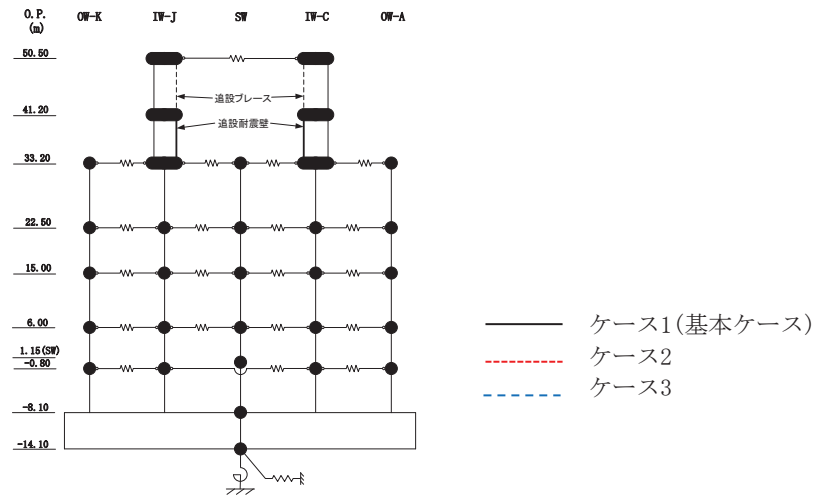 O.P.
(m)
OW-K IW-J SW IW-C OW-A
50.50
追設ブレース
41.20
追設耐震壁
33.20
22.50
15.00
6.00
1.15(SW)
-0.80
-8.10
-14.10
ケース1(基本ケース)
ケース2
ケース3